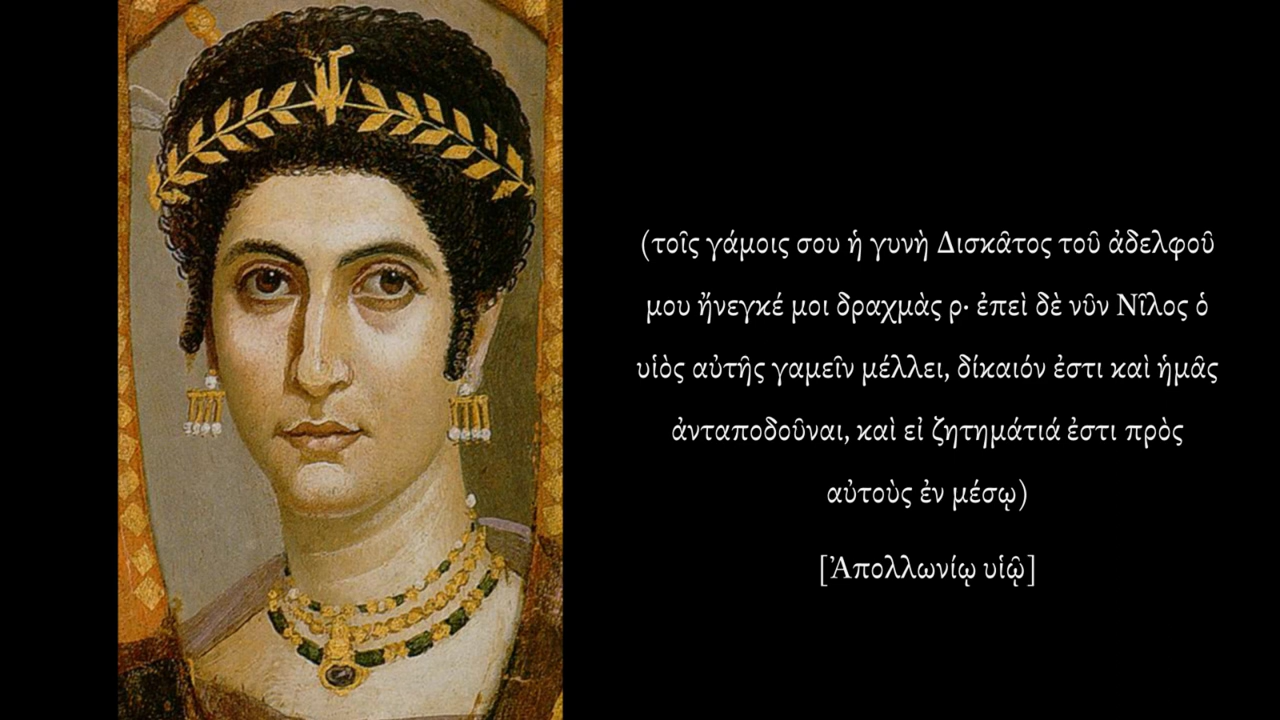 (τοῖς γάμοις σου ἡ γυνὴ Δισκᾶτος τοῦ ἀδελφοῦ
μου ἤνεγκέ μοι δραχμὰς ρ· ἐπεὶ δὲ νῦν Νῖλος ὁ
υἱὸς αὐτῆς γαμεῖν μέλλει, δίκαιόν ἐστι καὶ ἡμᾶς
ἀνταποδοῦναι, καὶ εἰ ζητημάτιά ἐστι πρὸς
αὐτοὺς ἐν μέσῳ)
[Ἀπολλωνίῳ υἱῷ]